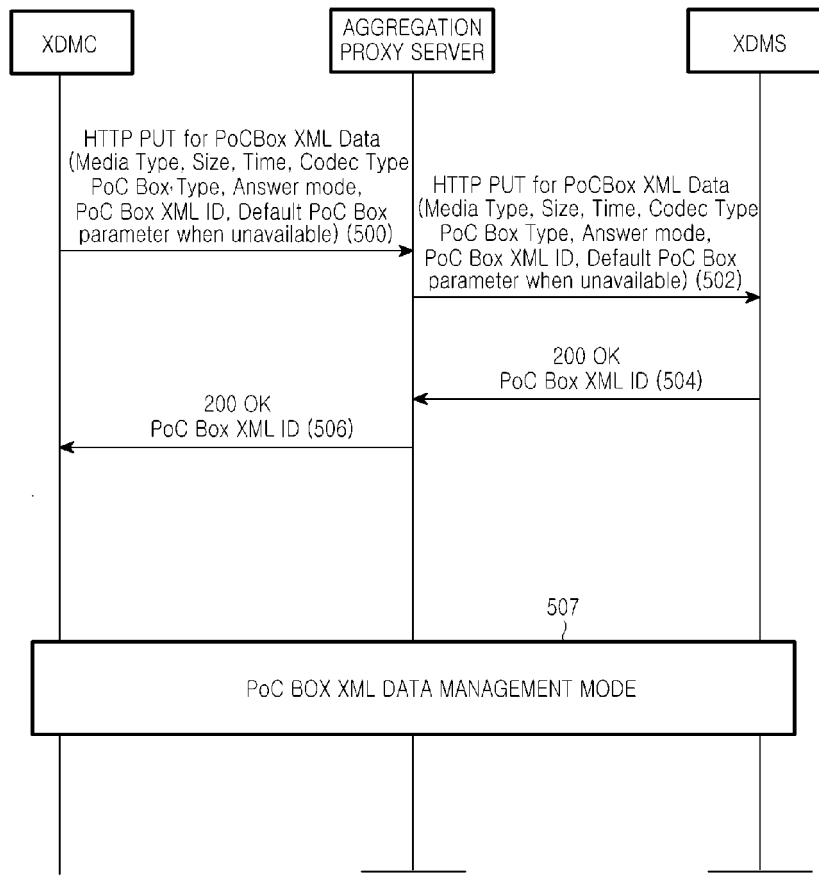 XDMC
AGGREGATION
PROXY SERVER
XDMS
HTTP PUT for PoCBox XML Data
(Media Type, Size, Time, Codec Type
PoC Box Type, Answer mode,
PoC Box XML ID, Default PoC Box
parameter when unavailable) (500)
HTTP PUT for PoCBox XML Data
(Media Type, Size, Time, Codec Type
PoC Box Type, Answer mode,
PoC Box XML ID, Default PoC Box
parameter when unavailable) (502)
200 OK
PoC Box XML ID (504)
200 OK
PoC Box XML ID (506)
507
PoC BOX XML DATA MANAGEMENT MODE